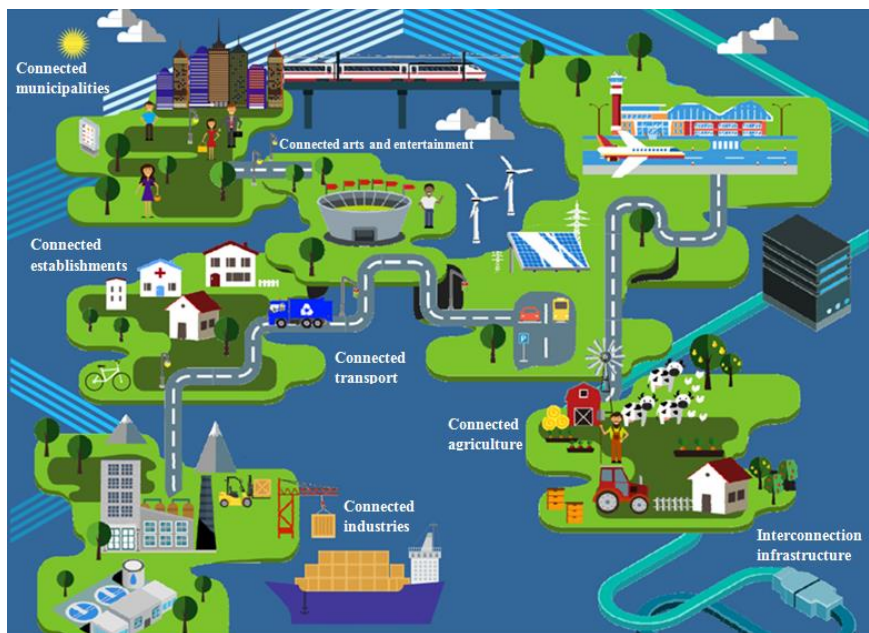 Connected
municipalities
Connected arts and entertainment
Connected
establishments
Connected
transport
P
Connected
agriculture
Connected
industries
Interconnection
infrastructure